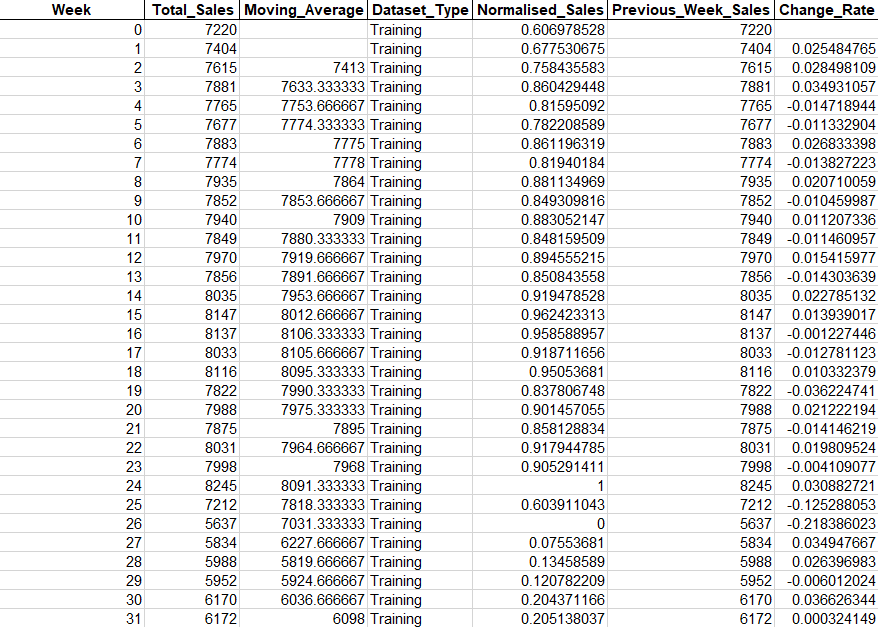 Week Total_Sales Moving_Average Dataset_Type Normalised_Sales Previous_Week_Sales Change_Rate
0 7220 Training 0.606978528 7220
1 7404 Training 0.677530675 7404 0.025484765
2 7615 7413 Training 0.758435583 7615 0.028498109
3 7881 7633.333333 Training 0.860429448 7881 0.034931057
4 7765 7753.666667 Training 0.81595092 7765 -0.014718944
5 7677 7774.333333 Training 0.782208589 7677 -0.011332904
6 7883 7775 Training 0.861196319 7883 0.026833398
7 7774 7778 Training 0.81940184 7774 -0.013827223
8 7935 7864 Training 0.881134969 7935 0.020710059
9 7852 7853.666667 Training 0.849309816 7852 -0.010459987
10 7940 7909 Training 0.883052147 7940 0.011207336
11 7849 7880.333333 Training 0.848159509 7849 -0.011460957
12 7970 7919.666667 Training 0.894555215 7970 0.015415977
13 7856 7891.666667 Training 0.850843558 7856 -0.014303639
14 8035 7953.666667 Training 0.919478528 8035 0.022785132
15 8147 8012.666667 Training 0.962423313 8147 0.013939017
16 8137 8106.333333 Training 0.958588957 8137 -0.001227446
17 8033 8105.666667 Training 0.918711656 8033 -0.012781123
18 8116 8095.333333 Training 0.95053681 8116 0.010332379
19 7822 7990.333333 Training 0.837806748 7822 -0.036224741
20 7988 7975.333333 Training 0.901457055 7988 0.021222194
21 7875 7895 Training 0.858128834 7875 -0.014146219
22 8031 7964.666667 Training 0.917944785 8031 0.019809524
23 7998 7968 Training 0.905291411 7998 -0.004109077
24 8245 8091.333333 Training 1 8245 0.030882721
25 7212 7818.333333 Training 0.603911043 7212 -0.125288053
26 5637 7031.333333 Training 0 5637 -0.218386023
27 5834 6227.666667 Training 0.07553681 5834 0.034947667
28 5988 5819.666667 Training 0.13458589 5988 0.026396983
29 5952 5924.666667 Training 0.120782209 5952 -0.006012024
30 6170 6036.666667 Training 0.204371166 6170 0.036626344
31 6172 6098 Training 0.205138037 6172 0.000324149